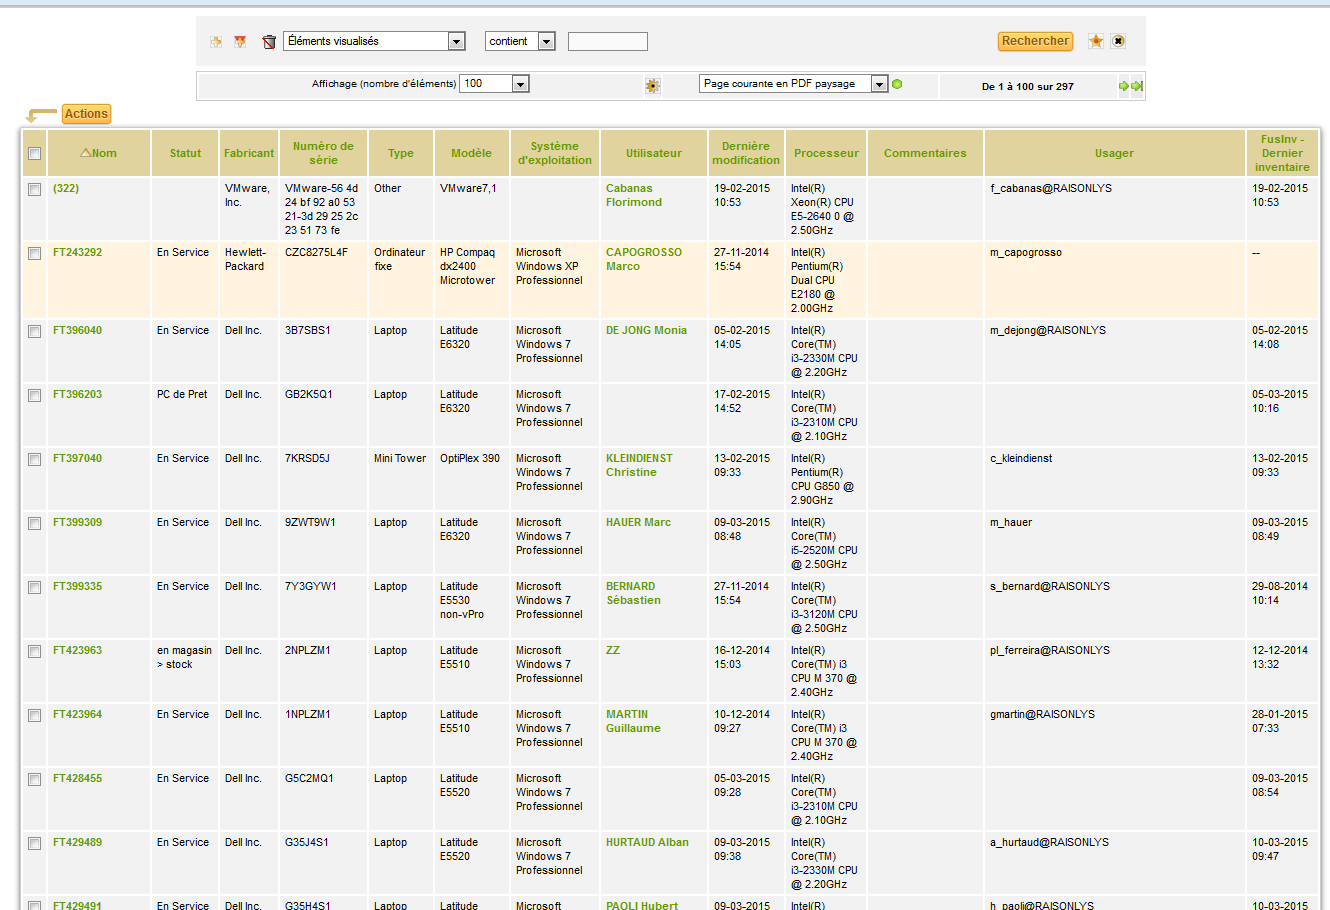 Éléments visualisés contient Rechercher
Affichage (nombre d'éléments) 100 Page courante en PDF paysage De 1 à 100 sur 297
Actions
Nom Statut Fabricant Numéro de série Type Modèle Système d'exploitation Utilisateur Dernière modification Processeur Commentaires Usager FusInv - Dernier inventaire
(322) VMware, Inc. VMware-56 4d 24 bf 92 a0 53 21-3d 29 25 2c 23 51 73 fe Other VMware7,1 Cabanas Florimond 19-02-2015 10:53 Intel(R) Xeon(R) CPU E5-2640 0 @ 2.50GHz f_cabanas@RAISONLYS 19-02-2015 10:53
FT243292 En Service Hewlett-Packard CZC8275L4F Ordinateur fixe HP Compaq dx2400 Microtower Microsoft Windows XP Professionnel CAPOGROSSO Marco 27-11-2014 15:54 Intel(R) Pentium(R) Dual CPU E2180 @ 2.00GHz m_capogrosso --
FT396040 En Service Dell Inc. 3B7SBS1 Laptop Latitude E6320 Microsoft Windows 7 Professionnel DE JONG Monia 05-02-2015 14:05 Intel(R) Core(TM) i3-2330M CPU @ 2.20GHz m_dejong@RAISONLYS 05-02-2015 14:08
FT396203 PC de Pret Dell Inc. GB2K5Q1 Laptop Latitude E6320 Microsoft Windows 7 Professionnel 17-02-2015 14:52 Intel(R) Core(TM) i3-2310M CPU @ 2.10GHz 05-03-2015 10:16
FT397040 En Service Dell Inc. 7KRSD5J Mini Tower OptiPlex 390 Microsoft Windows 7 Professionnel KLEINDIENST Christine 13-02-2015 09:33 Intel(R) Pentium(R) CPU G850 @ 2.90GHz c_kleindienst 13-02-2015 09:33
FT399309 En Service Dell Inc. 9ZWT9W1 Laptop Latitude E6320 Microsoft Windows 7 Professionnel HAUER Marc 09-03-2015 08:48 Intel(R) Core(TM) i5-2520M CPU @ 2.50GHz m_hauer 09-03-2015 08:49
FT399335 En Service Dell Inc. 7Y3GYW1 Laptop Latitude E5530 non-vPro Microsoft Windows 7 Professionnel BERNARD Sébastien 27-11-2014 15:54 Intel(R) Core(TM) i3-3120M CPU @ 2.50GHz s_bernard@RAISONLYS 29-08-2014 10:14
FT423963 en magasin > stock Dell Inc. 2NPLZM1 Laptop Latitude E5510 Microsoft Windows 7 Professionnel ZZ 16-12-2014 15:03 Intel(R) Core(TM) i3 CPU M 370 @ 2.40GHz pl_ferreira@RAISONLYS 12-12-2014 13:32
FT423964 En Service Dell Inc. 1NPLZM1 Laptop Latitude E5510 Microsoft Windows 7 Professionnel MARTIN Guillaume 10-12-2014 09:27 Intel(R) Core(TM) i3 CPU M 370 @ 2.40GHz gmartin@RAISONLYS 28-01-2015 07:33
FT428455 En Service Dell Inc. G5C2MQ1 Laptop Latitude E5520 Microsoft Windows 7 Professionnel 05-03-2015 09:28 Intel(R) Core(TM) i3-2310M CPU @ 2.10GHz 09-03-2015 08:54
FT429489 En Service Dell Inc. G35J4S1 Laptop Latitude E5520 Microsoft Windows 7 Professionnel HURTAUD Alban 09-03-2015 09:38 Intel(R) Core(TM) i3-2330M CPU @ 2.20GHz a_hurtaud@RAISONLYS 10-03-2015 09:47
FT429491 En Service Dell Inc. G35H4S1 Laptop Latitude Microsoft PAOLI Hubert 09-03-2015 Intel(R) h_paoli@RAISONLYS 10-03-2015